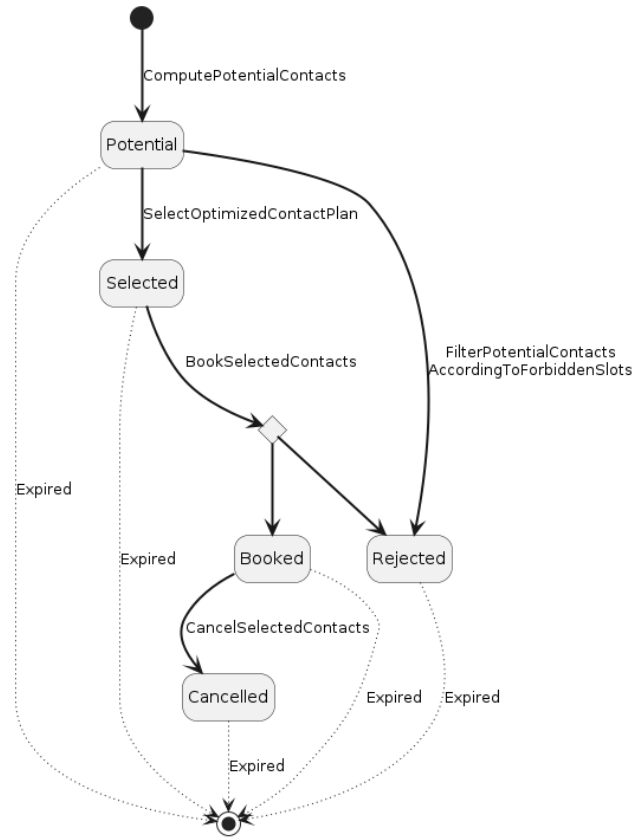 ComputePotentialContacts
Potential
SelectOptimizedContactPlan
Selected
FilterPotentialContacts
AccordingToForbiddenSlots
BookSelectedContacts
Expired
Expired
Booked
Rejected
CancelSelectedContacts
Cancelled
Expired
Expired
Expired